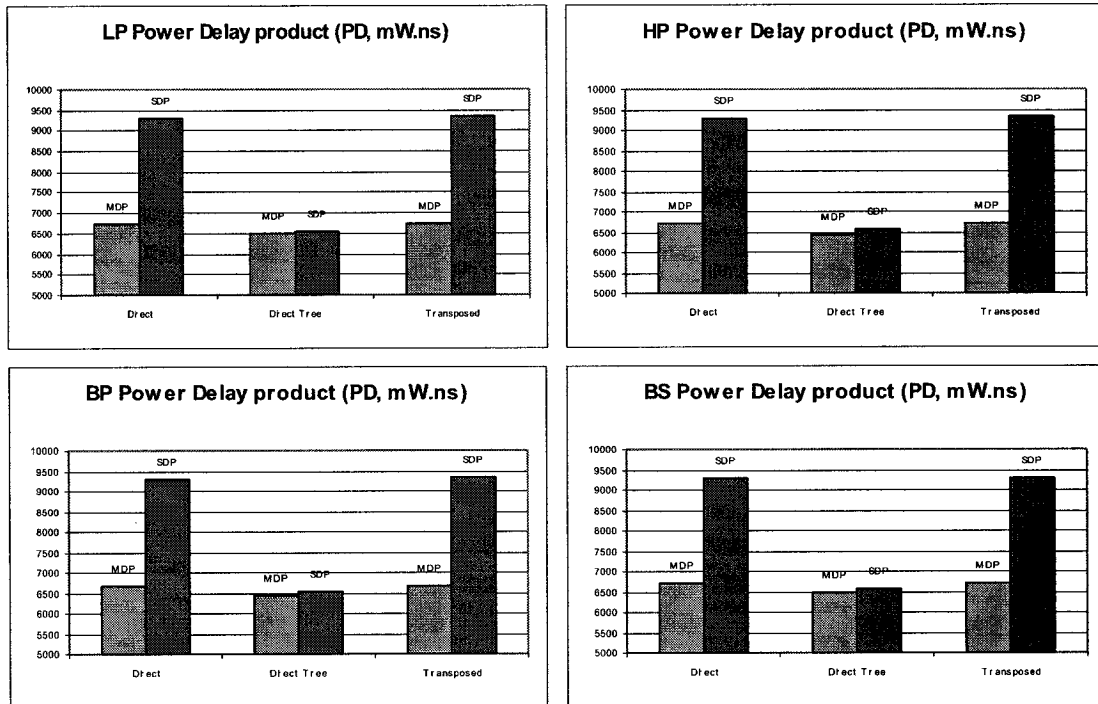 LP Power Delay product (PD, mW.ns)
10000
9500
9000
8500
8000
7500
7000
6500
6000
5500
5000
SDP
MDP
MDP
SDP
SDP
MDP
Direct
Direct Tree
Transposed
HP Power Delay product (PD, mW.ns)
10000
9500
9000
8500
8000
7500
7000
6500
6000
5500
5000
SDP
MDP
MDP
SDP
SDP
MDP
Direct
Direct Tree
Transposed
BP Power Delay product (PD, mW.ns)
10000
9500
9000
8500
8000
7500
7000
6500
6000
5500
5000
SDP
MDP
MDP
SDP
SDP
MDP
Direct
Direct Tree
Transposed
BS Power Delay product (PD, mW.ns)
10000
9500
9000
8500
8000
7500
7000
6500
6000
5500
5000
SDP
MDP
MDP
SDP
SDP
MDP
Direct
Direct Tree
Transposed